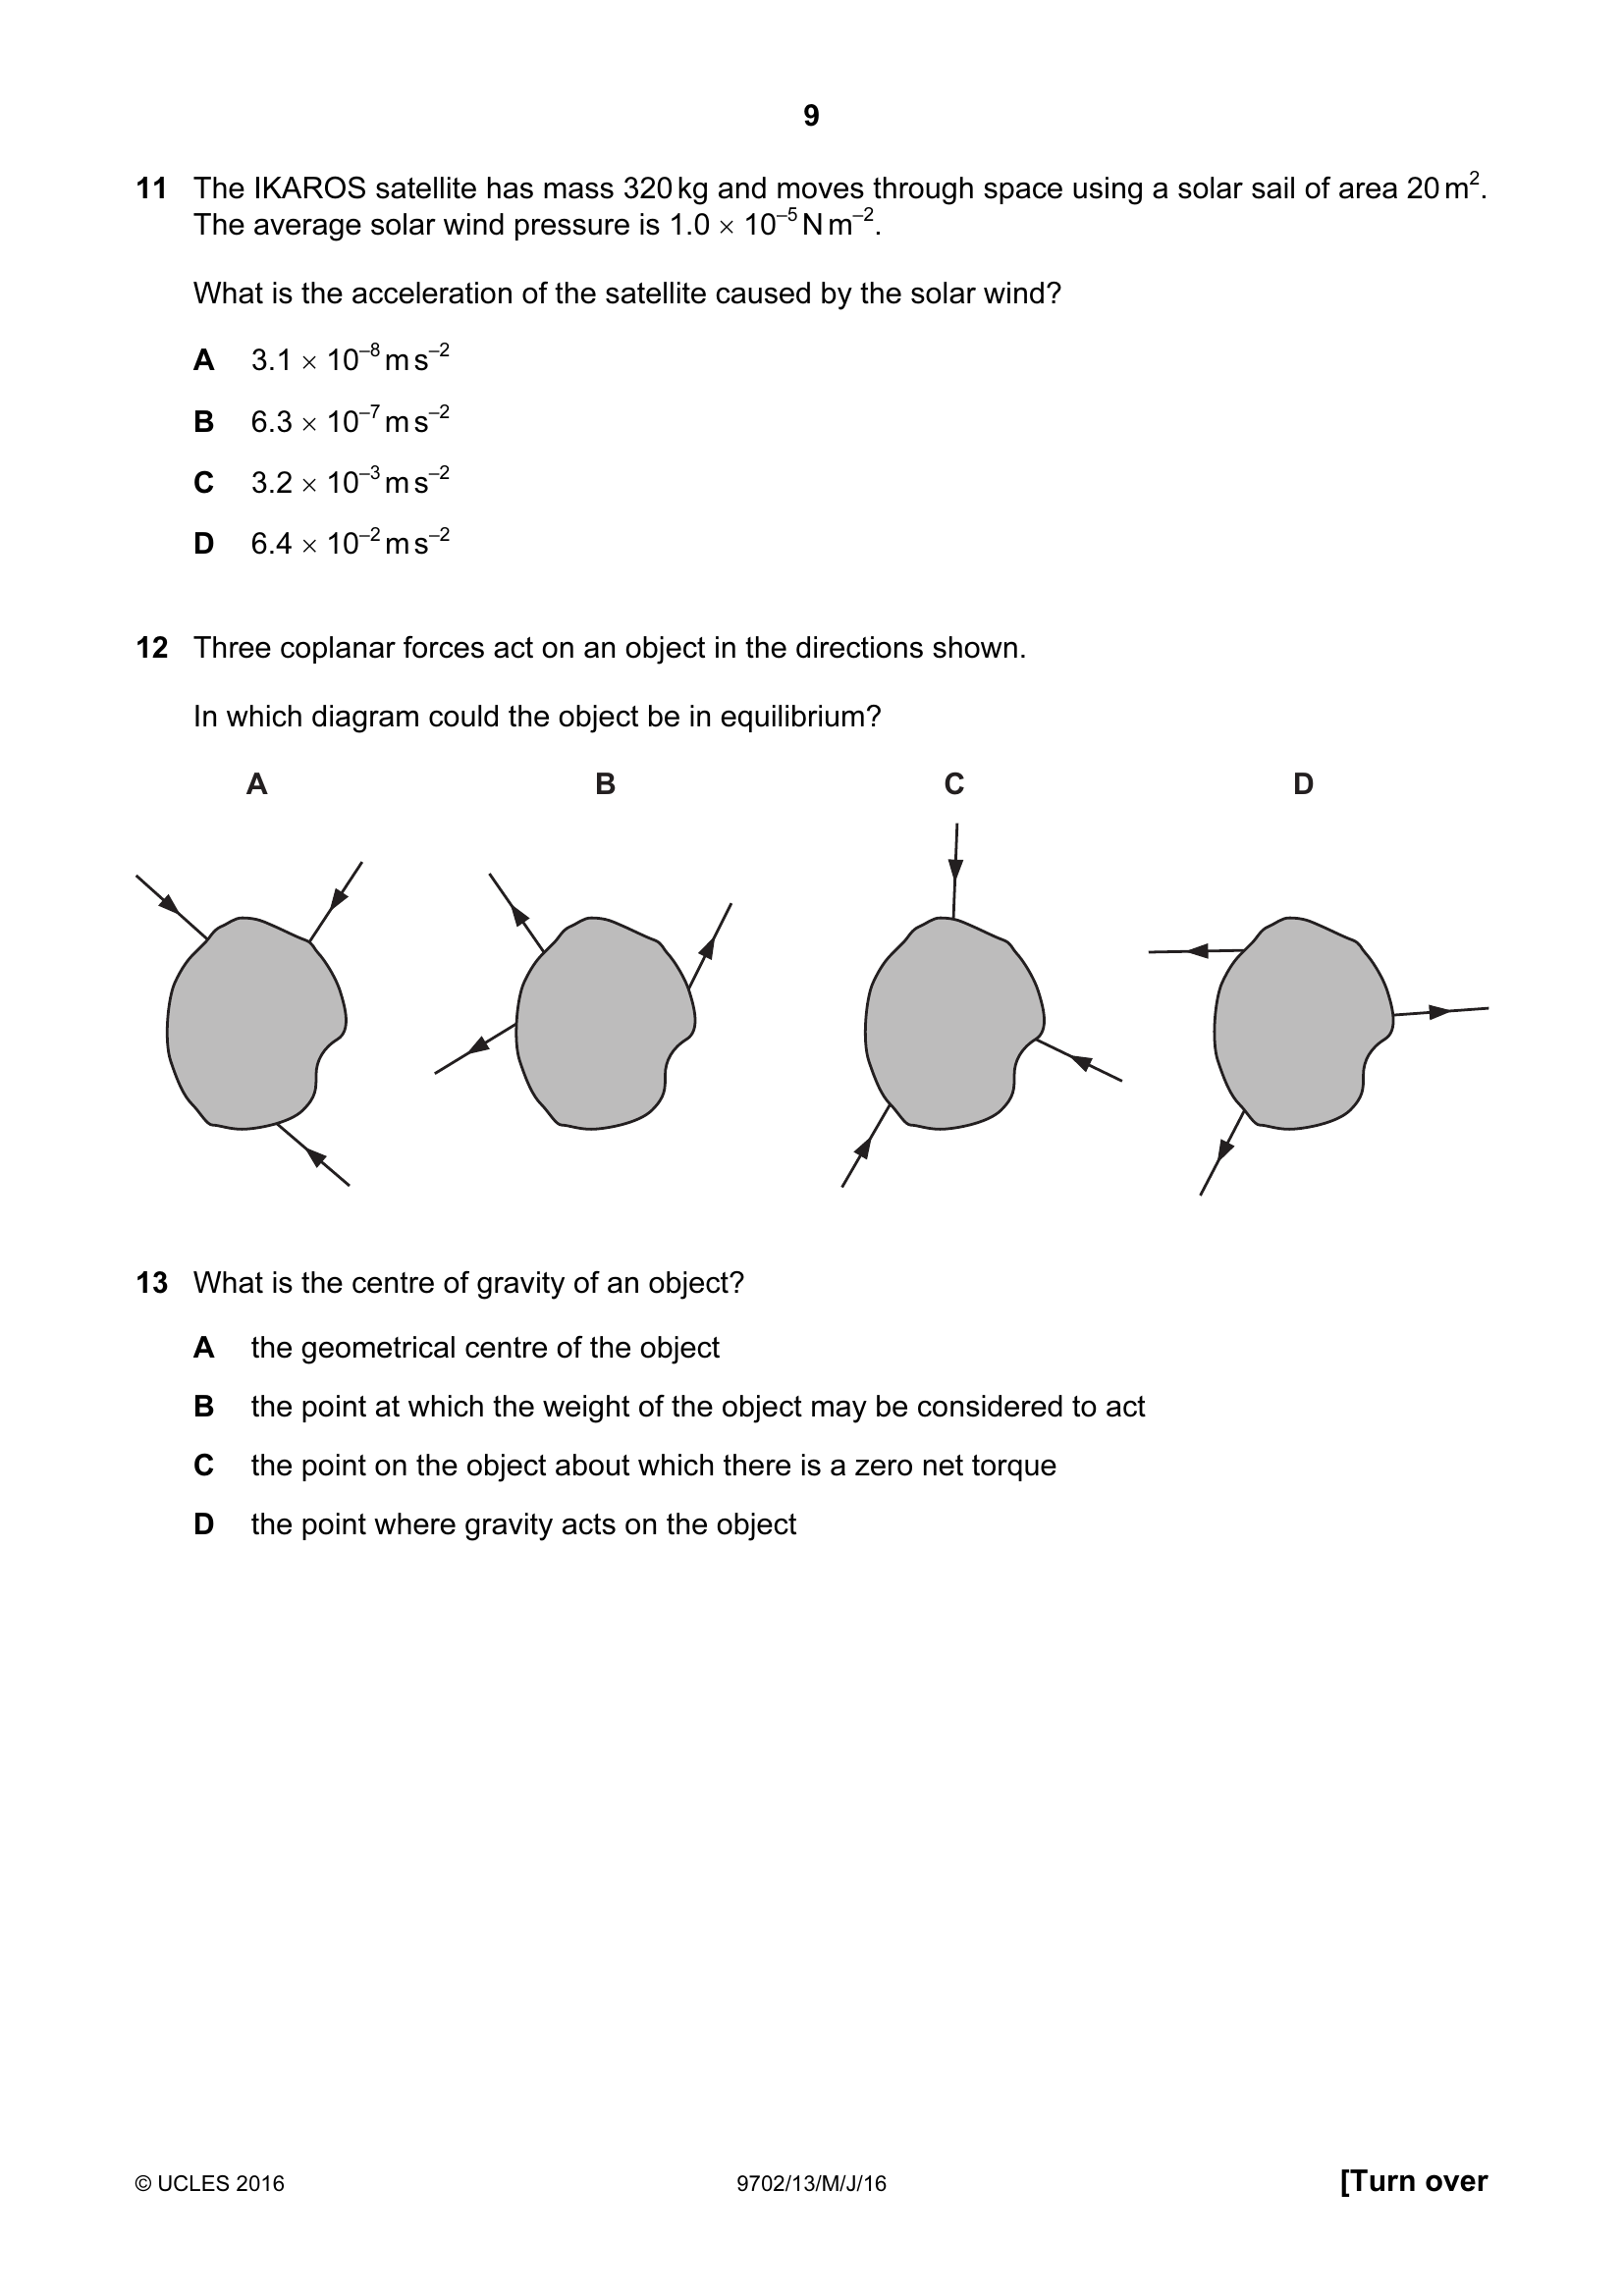 9
11 The IKAROS satellite has mass 320 kg and moves through space using a solar sail of area 20 m².
The average solar wind pressure is 1.0 × 10⁻⁵ N m⁻².
What is the acceleration of the satellite caused by the solar wind?
A 3.1 × 10⁻⁸ m s⁻²
B 6.3 × 10⁻⁷ m s⁻²
C 3.2 × 10⁻³ m s⁻²
D 6.4 × 10⁻² m s⁻²
12 Three coplanar forces act on an object in the directions shown.
In which diagram could the object be in equilibrium?
A B C D
13 What is the centre of gravity of an object?
A the geometrical centre of the object
B the point at which the weight of the object may be considered to act
C the point on the object about which there is a zero net torque
D the point where gravity acts on the object
© UCLES 2016 9702/13/M/J/16 [Turn over